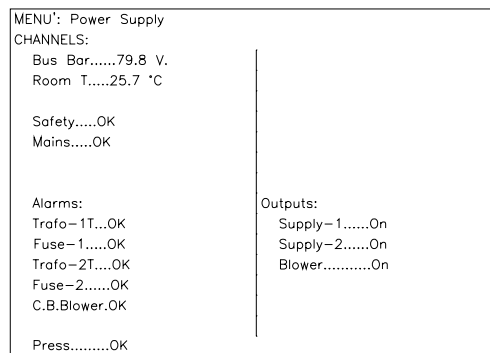 MENU': Power Supply
CHANNELS:
Bus Bar......79.8 V.
Room T.....25.7 °C
Safety.....OK
Mains.....OK
Alarms:
Trafo-1T...OK
Fuse-1.....OK
Trafo-2T....OK
Fuse-2......OK
C.B.Blower.OK
Press.........OK
Outputs:
Supply-1......On
Supply-2......On
Blower...........On